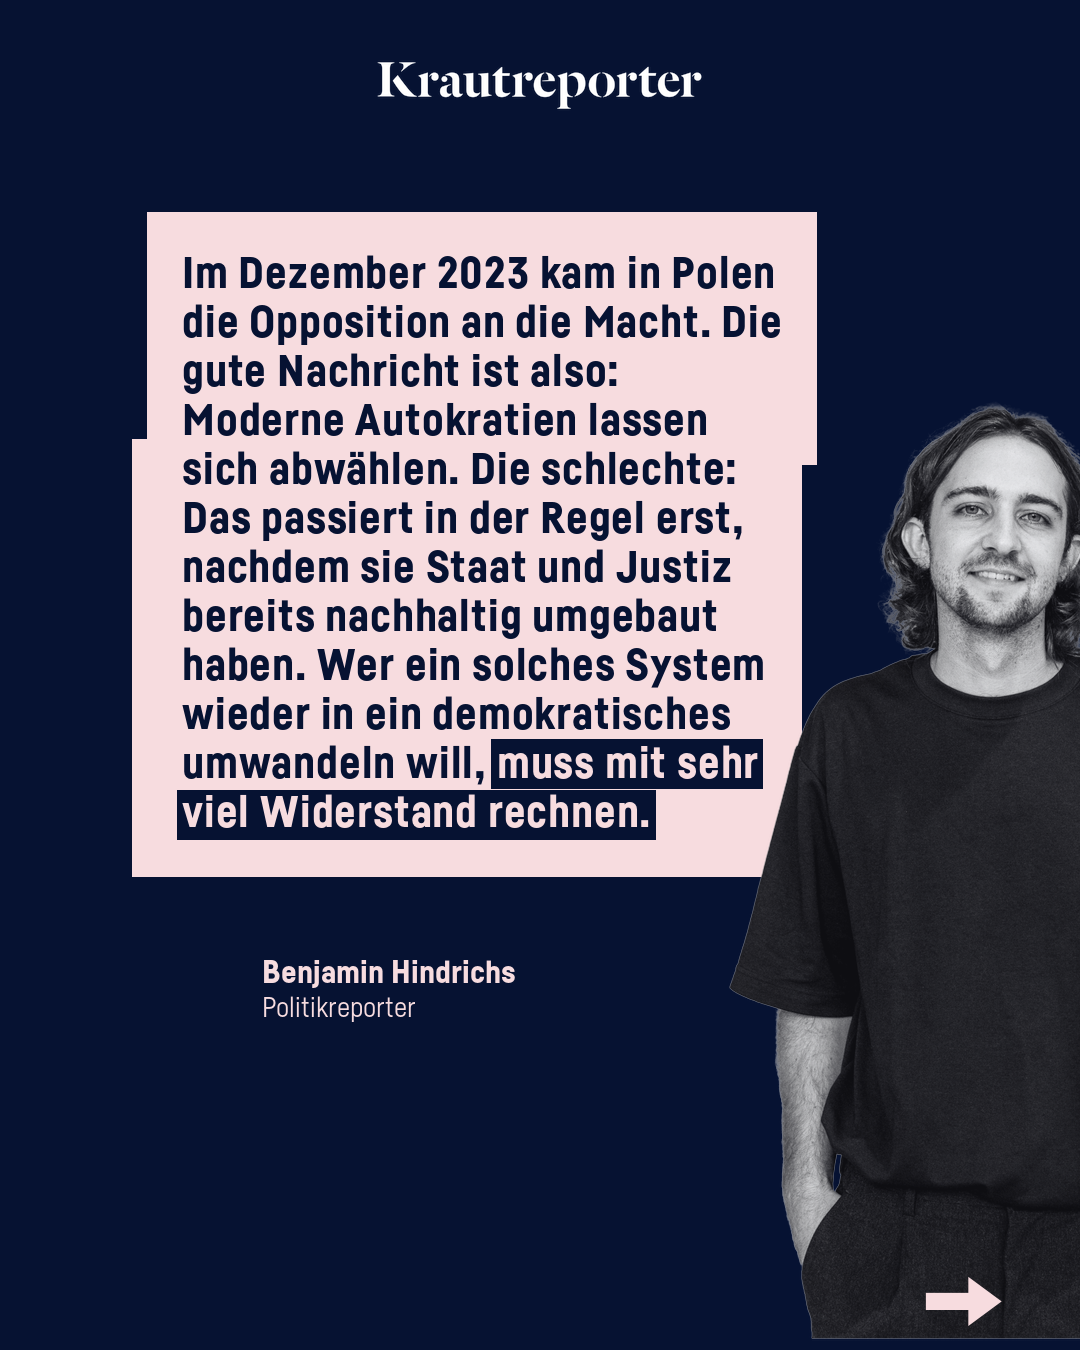 Krautreporter
Im Dezember 2023 kam in Polen
die Opposition an die Macht. Die
gute Nachricht ist also:
Moderne Autokratien lassen
sich abwählen. Die schlechte:
Das passiert in der Regel erst,
nachdem sie Staat und Justiz
bereits nachhaltig umgebaut
haben. Wer ein solches System
wieder in ein demokratisches
umwandeln will, muss mit sehr
viel Widerstand rechnen.
Benjamin Hindrichs
Politikreporter